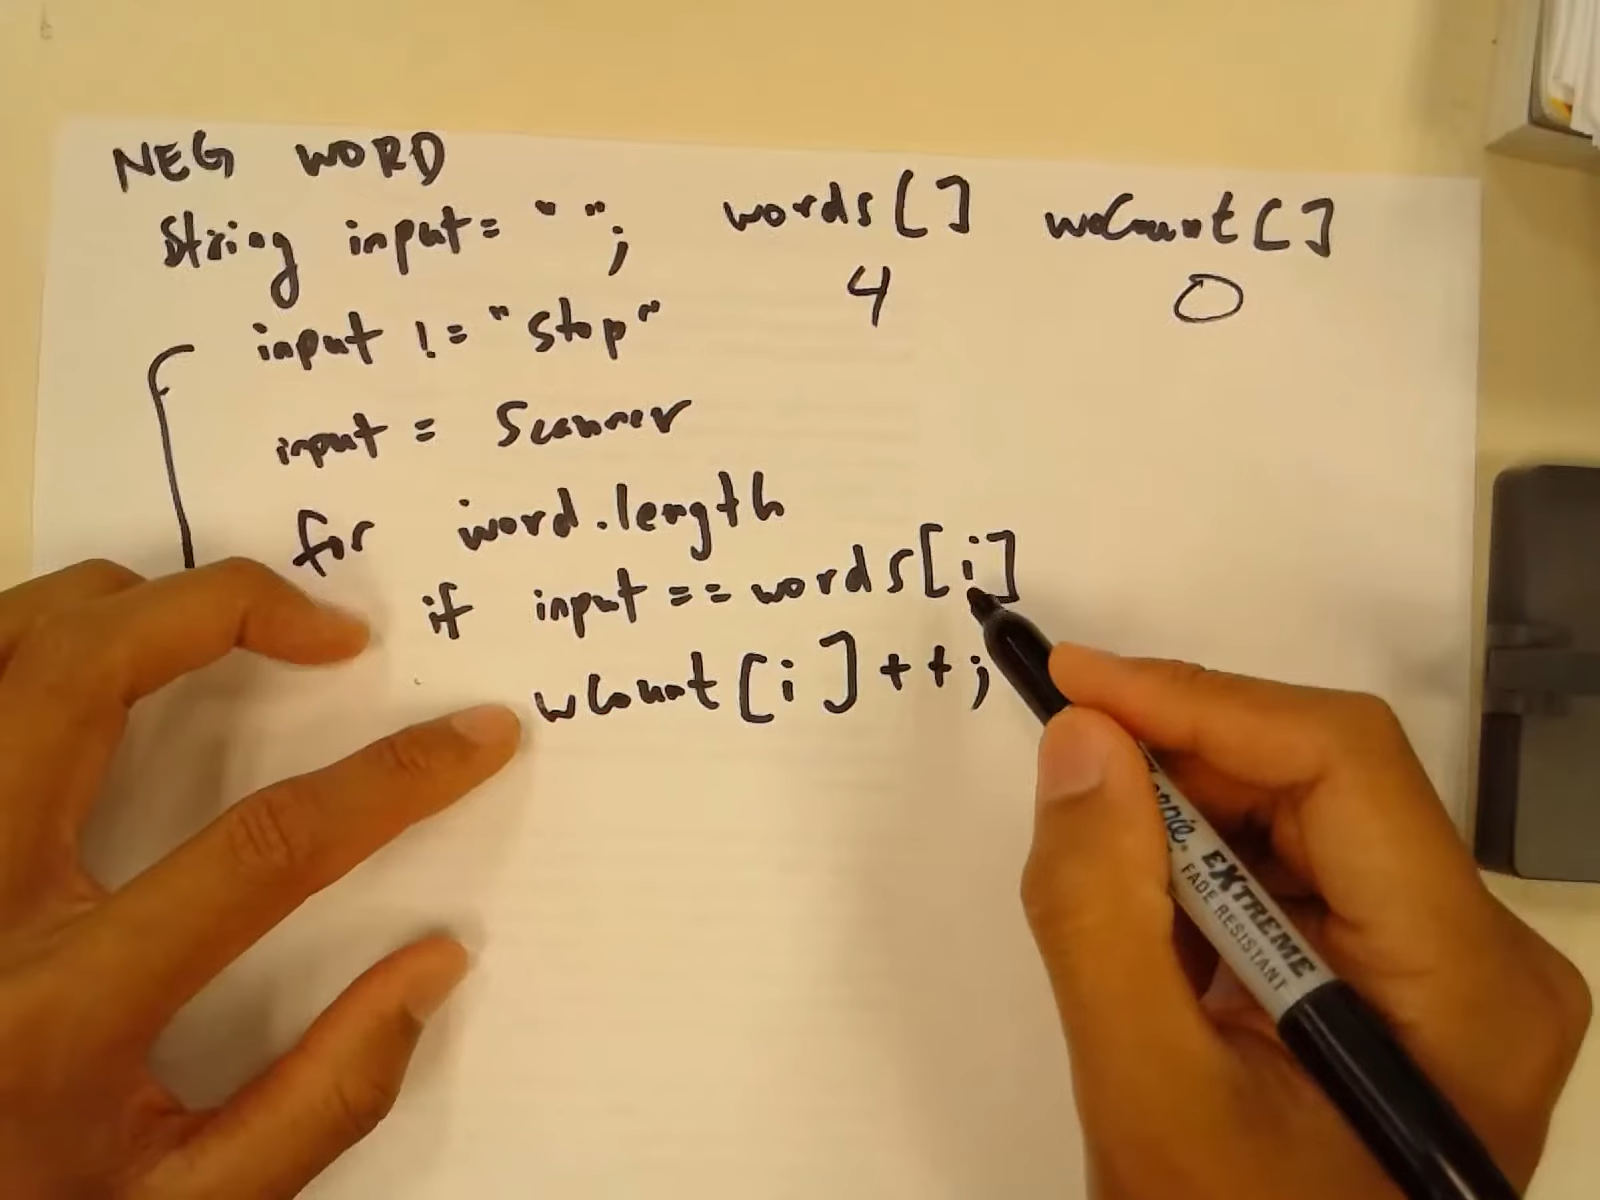 NEG WORD
String input = " "; words [] woCount []
4 0
input != "stop"
input = Scanner
for word.length
if input == words[i]
wCount [i] ++;
EXTREME
FADE RESISTANT